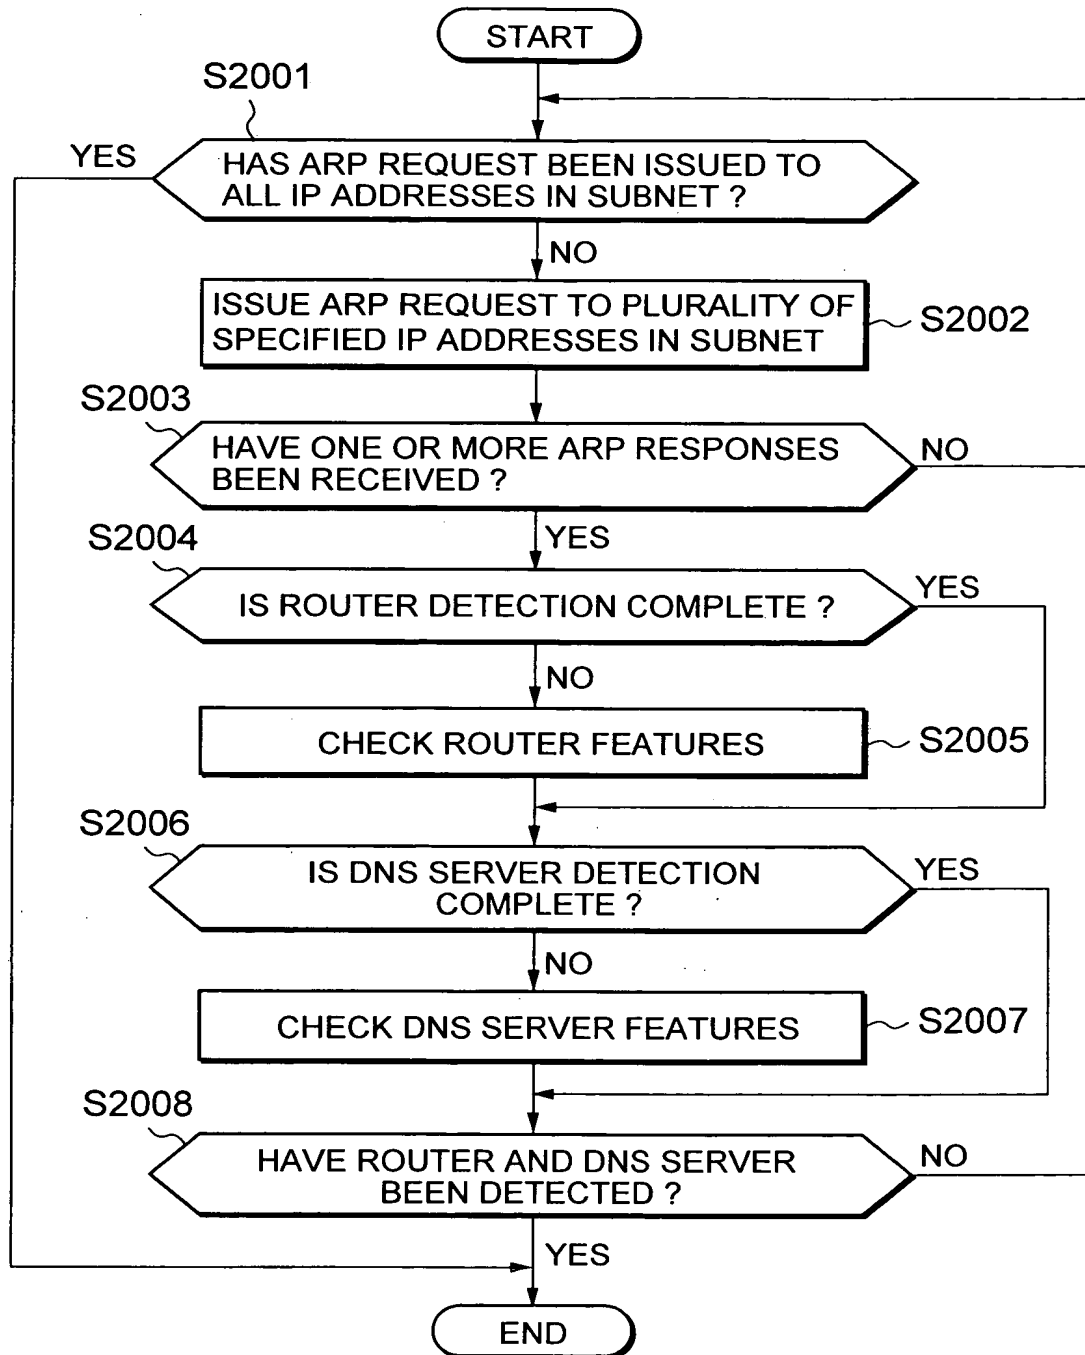 START
S2001
YES
HAS ARP REQUEST BEEN ISSUED TO
ALL IP ADDRESSES IN SUBNET ?
NO
ISSUE ARP REQUEST TO PLURALITY OF
SPECIFIED IP ADDRESSES IN SUBNET
S2002
S2003
HAVE ONE OR MORE ARP RESPONSES
BEEN RECEIVED ?
NO
YES
S2004
IS ROUTER DETECTION COMPLETE ?
YES
NO
CHECK ROUTER FEATURES
S2005
S2006
IS DNS SERVER DETECTION
COMPLETE ?
YES
NO
CHECK DNS SERVER FEATURES
S2007
S2008
HAVE ROUTER AND DNS SERVER
BEEN DETECTED ?
NO
YES
END